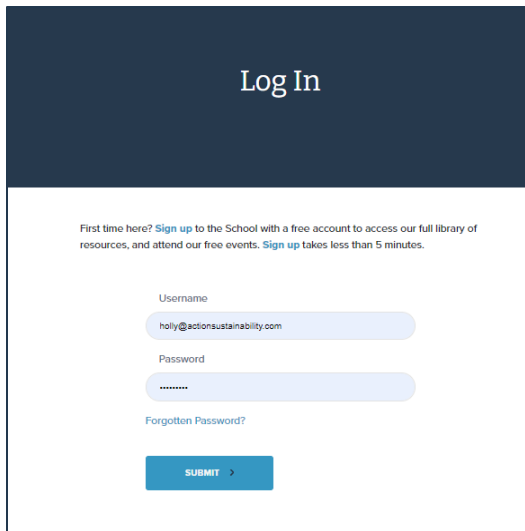 Log In
First time here? Sign up to the School with a free account to access our full library of
resources, and attend our free events. Sign up takes less than 5 minutes.
Username
holly@actionsustainability.com
Password
•••••••••
Forgotten Password?
SUBMIT >